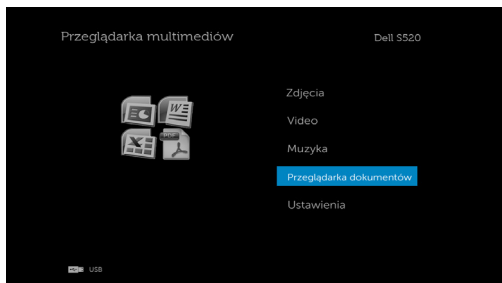 Przeglądarka multimediów
Dell S520
Zdjęcia
Video
Muzyka
Przeglądarka dokumentów
Ustawienia
USB